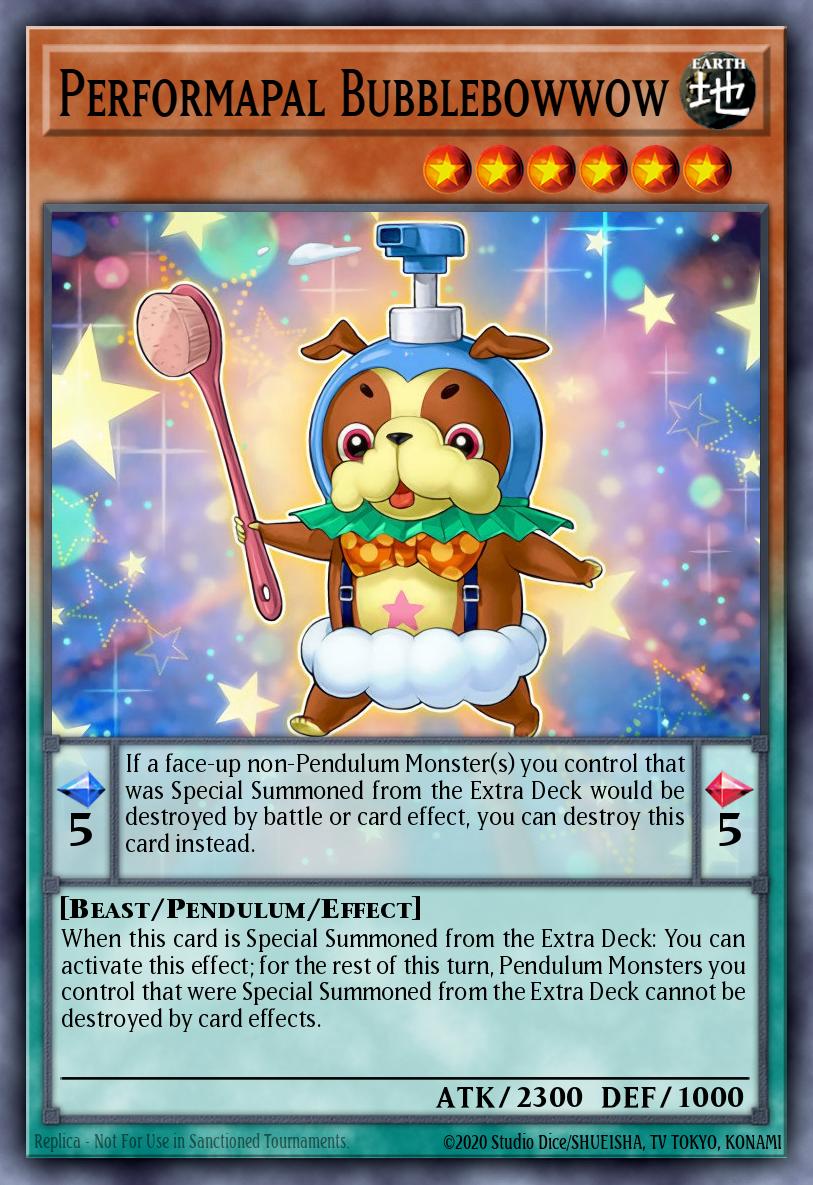 Performapal Bubblebowwow
EARTH
地
5
If a face-up non-Pendulum Monster(s) you control that
was Special Summoned from the Extra Deck would be
destroyed by battle or card effect, you can destroy this
card instead.
5
[Beast/Pendulum/Effect]
When this card is Special Summoned from the Extra Deck: You can
activate this effect; for the rest of this turn, Pendulum Monsters you
control that were Special Summoned from the Extra Deck cannot be
destroyed by card effects.
ATK/2300 DEF/1000
Replica - Not For Use in Sanctioned Tournaments.
©2020 Studio Dice/SHUEISHA, TV TOKYO, KONAMI